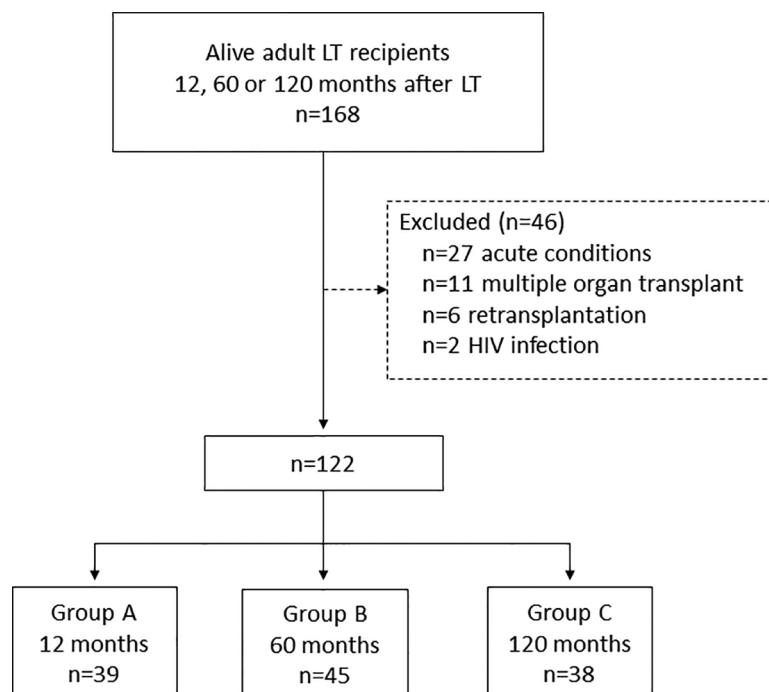 Alive adult LT recipients
12, 60 or 120 months after LT
n=168
Excluded (n=46)
n=27 acute conditions
n=11 multiple organ transplant
n=6 retransplantation
n=2 HIV infection
n=122
Group A
12 months
n=39
Group B
60 months
n=45
Group C
120 months
n=38